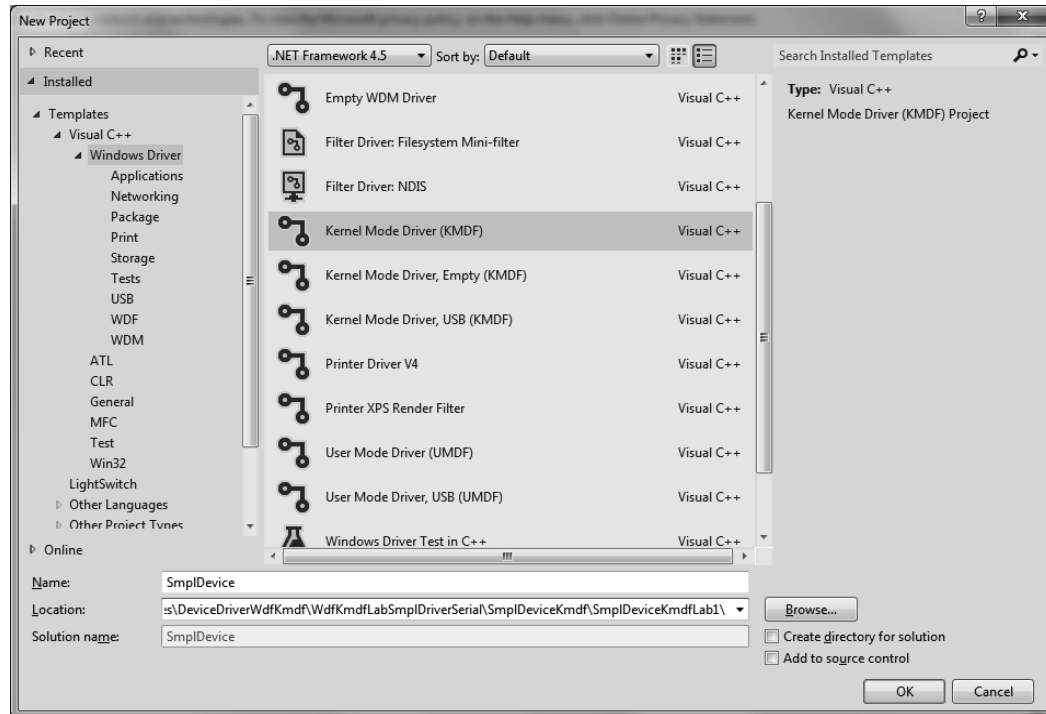 New Project
Recent
Installed
Templates
Visual C++
Windows Driver
Applications
Networking
Package
Print
Storage
Tests
USB
WDF
WDM
ATL
CLR
General
MFC
Test
Win32
LightSwitch
Other Languages
Other Project Types
Online
.NET Framework 4.5 Sort by: Default
Empty WDM Driver Visual C++
Filter Driver: Filesystem Mini-filter Visual C++
Filter Driver: NDIS Visual C++
Kernel Mode Driver (KMDF) Visual C++
Kernel Mode Driver, Empty (KMDF) Visual C++
Kernel Mode Driver, USB (KMDF) Visual C++
Printer Driver V4 Visual C++
Printer XPS Render Filter Visual C++
User Mode Driver (UMDF) Visual C++
User Mode Driver, USB (UMDF) Visual C++
Windows Driver Test in C++ Visual C++
Search Installed Templates
Type: Visual C++
Kernel Mode Driver (KMDF) Project
Name: SmplDevice
Location: s\DeviceDriverWdfKmdf\WdfKmdfLabSmplDriverSerial\SmplDeviceKmdf\SmplDeviceKmdfLab1\ Browse...
Solution name: SmplDevice
Create directory for solution
Add to source control
OK Cancel